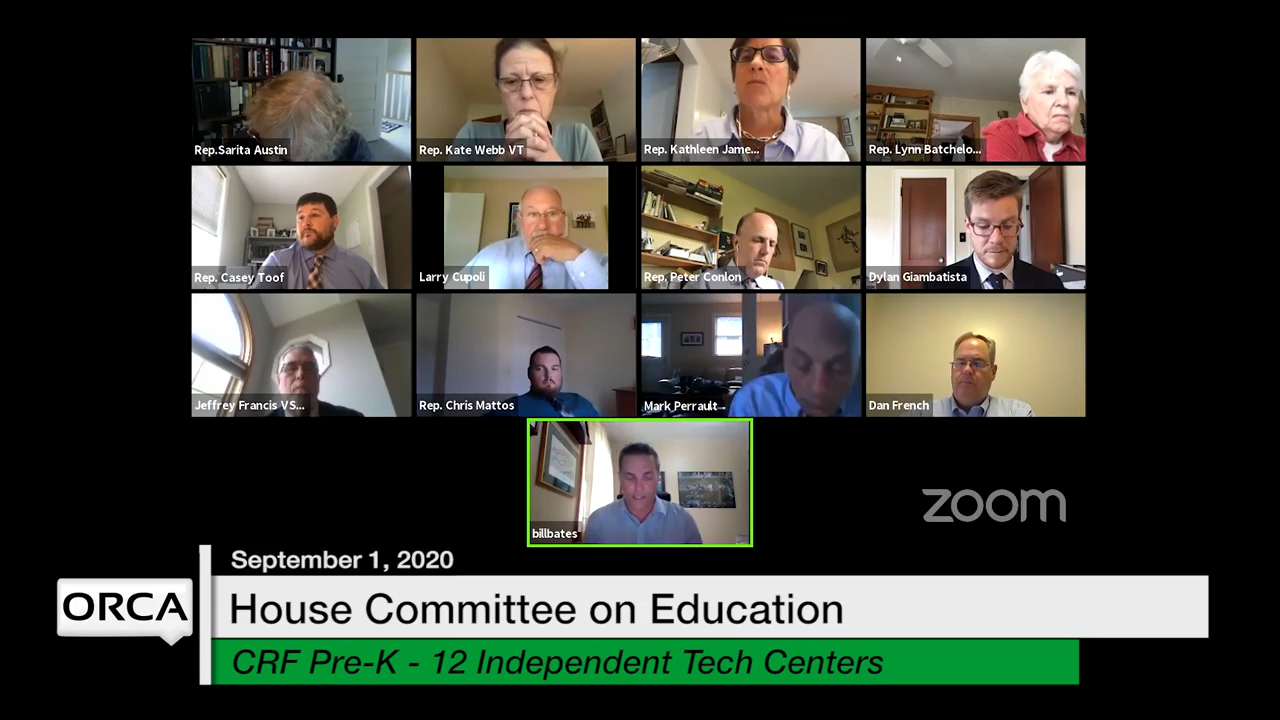 Rep.Sarita Austin
Rep. Kate Webb VT
Rep. Kathleen Jame...
Rep. Lynn Batchelo...
Rep. Casey Toof
Larry Cupoli
Rep. Peter Conlon
Dylan Giambatista
Jeffrey Francis VS...
Rep. Chris Mattos
Mark Perrault
Dan French
billbates
zoom
September 1, 2020
ORCA
House Committee on Education
CRF Pre-K - 12 Independent Tech Centers